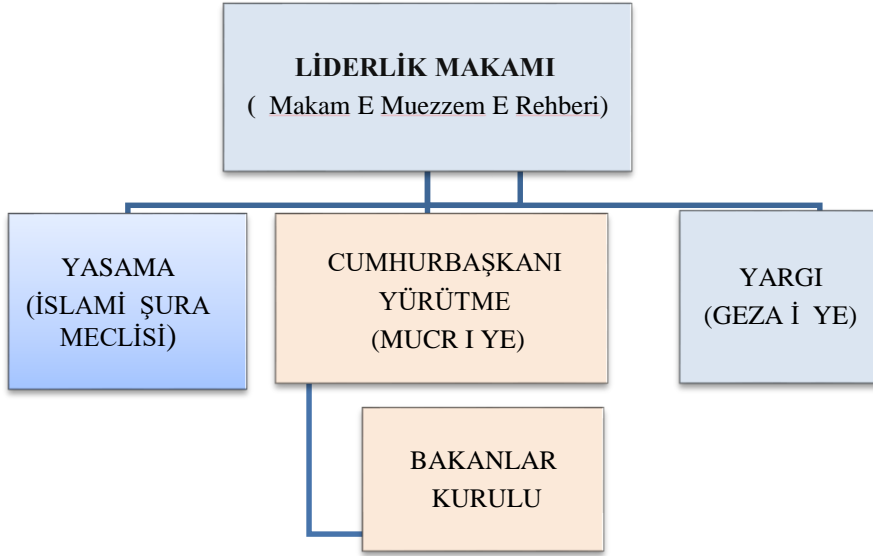 LİDERLİK MAKAMI
( Makam E Muezzem E Rehberi)
YASAMA
(İSLAMİ ŞURA
MECLİSİ)
CUMHURBAŞKANI
YÜRÜTME
(MUCR I YE)
YARGI
(GEZA İ YE)
BAKANLAR
KURULU